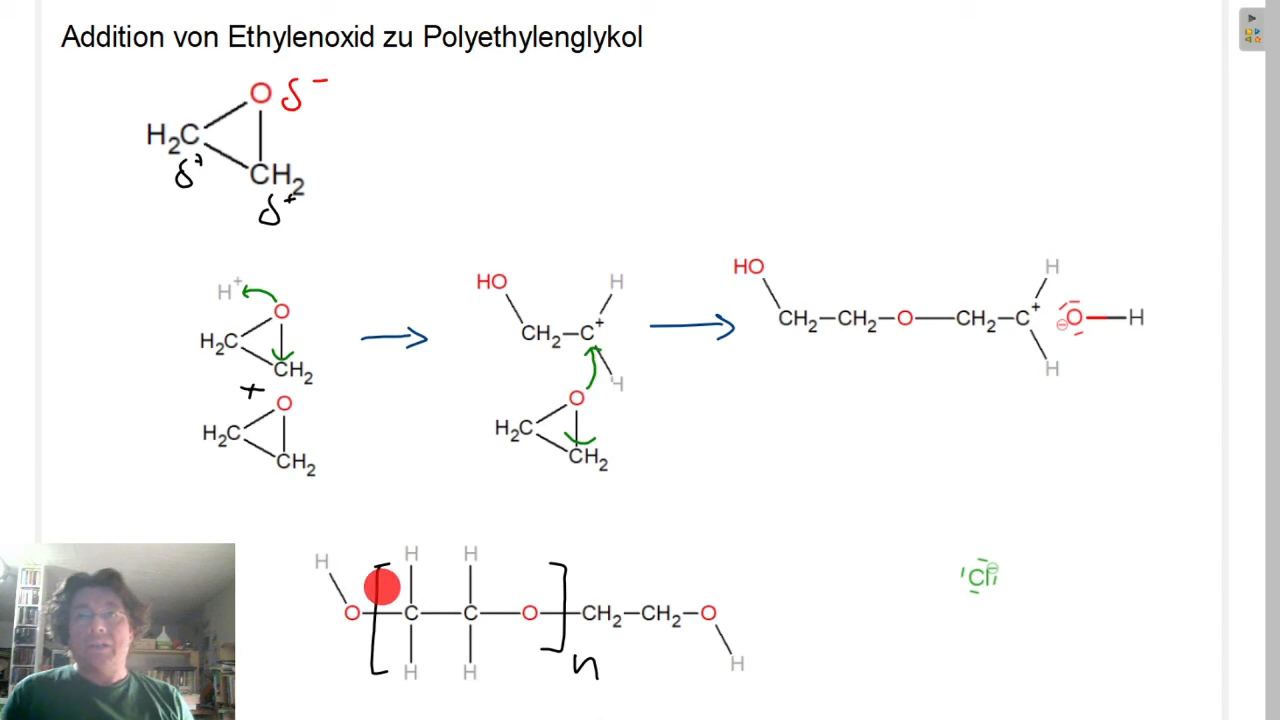 Addition von Ethylenoxid zu Polyethylenglykol
O δ−
H₂C
δ+
CH₂
δ+
H+
O
H₂C
CH₂
+
O
H₂C
CH₂
HO
H
CH₂–C+
H
O
H₂C
CH₂
HO
H
CH₂–CH₂–O–CH₂–C+ ⊖O–H
H
H
H
H
O [ C C O ] CH₂–CH₂–O
n
H
H
H
Cl⊖